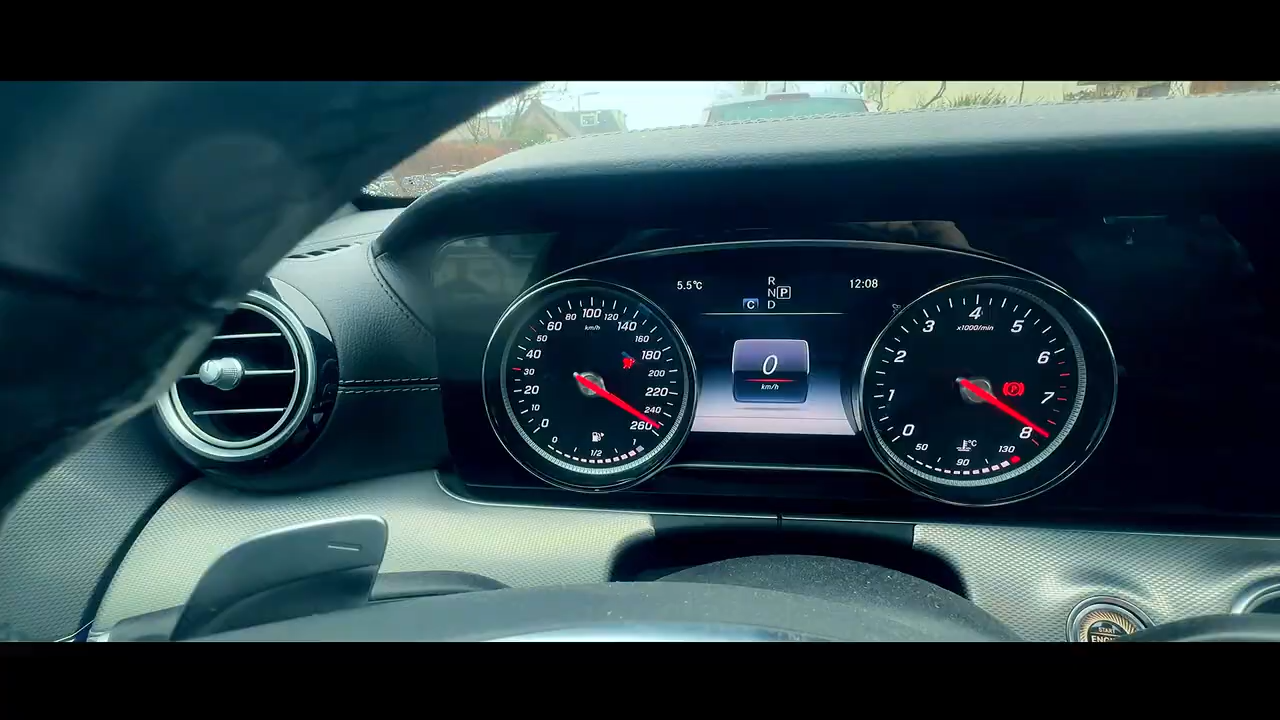 5.5°C
R
N P
C D
12:08
0
km/h
0 10 20 30 40 50 60 80 100 120 140 160 180 200 220 240 260
km/h
0 1/2 1
0 1 2 3 4 5 6 7 8
x1000/min
P
°C
50 90 130
START